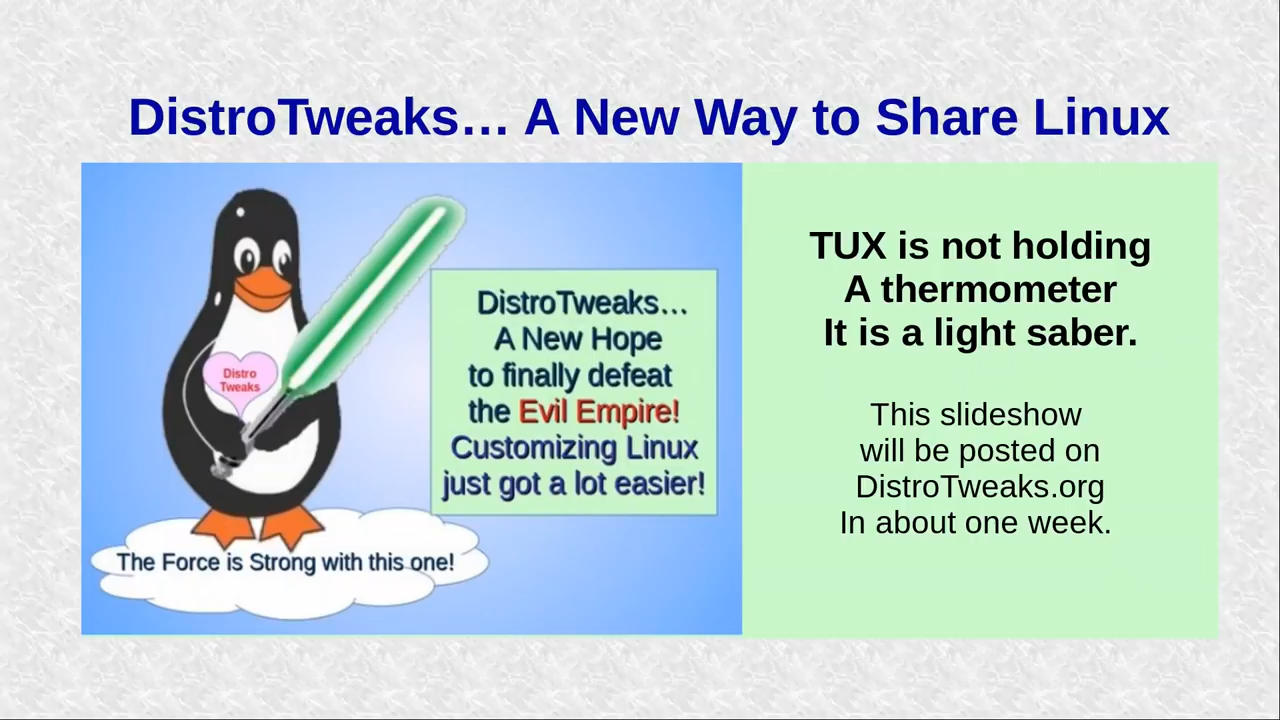 DistroTweaks… A New Way to Share Linux
Distro
Tweaks
DistroTweaks…
A New Hope
to finally defeat
the Evil Empire!
Customizing Linux
just got a lot easier!
The Force is Strong with this one!
TUX is not holding
A thermometer
It is a light saber.
This slideshow
will be posted on
DistroTweaks.org
In about one week.